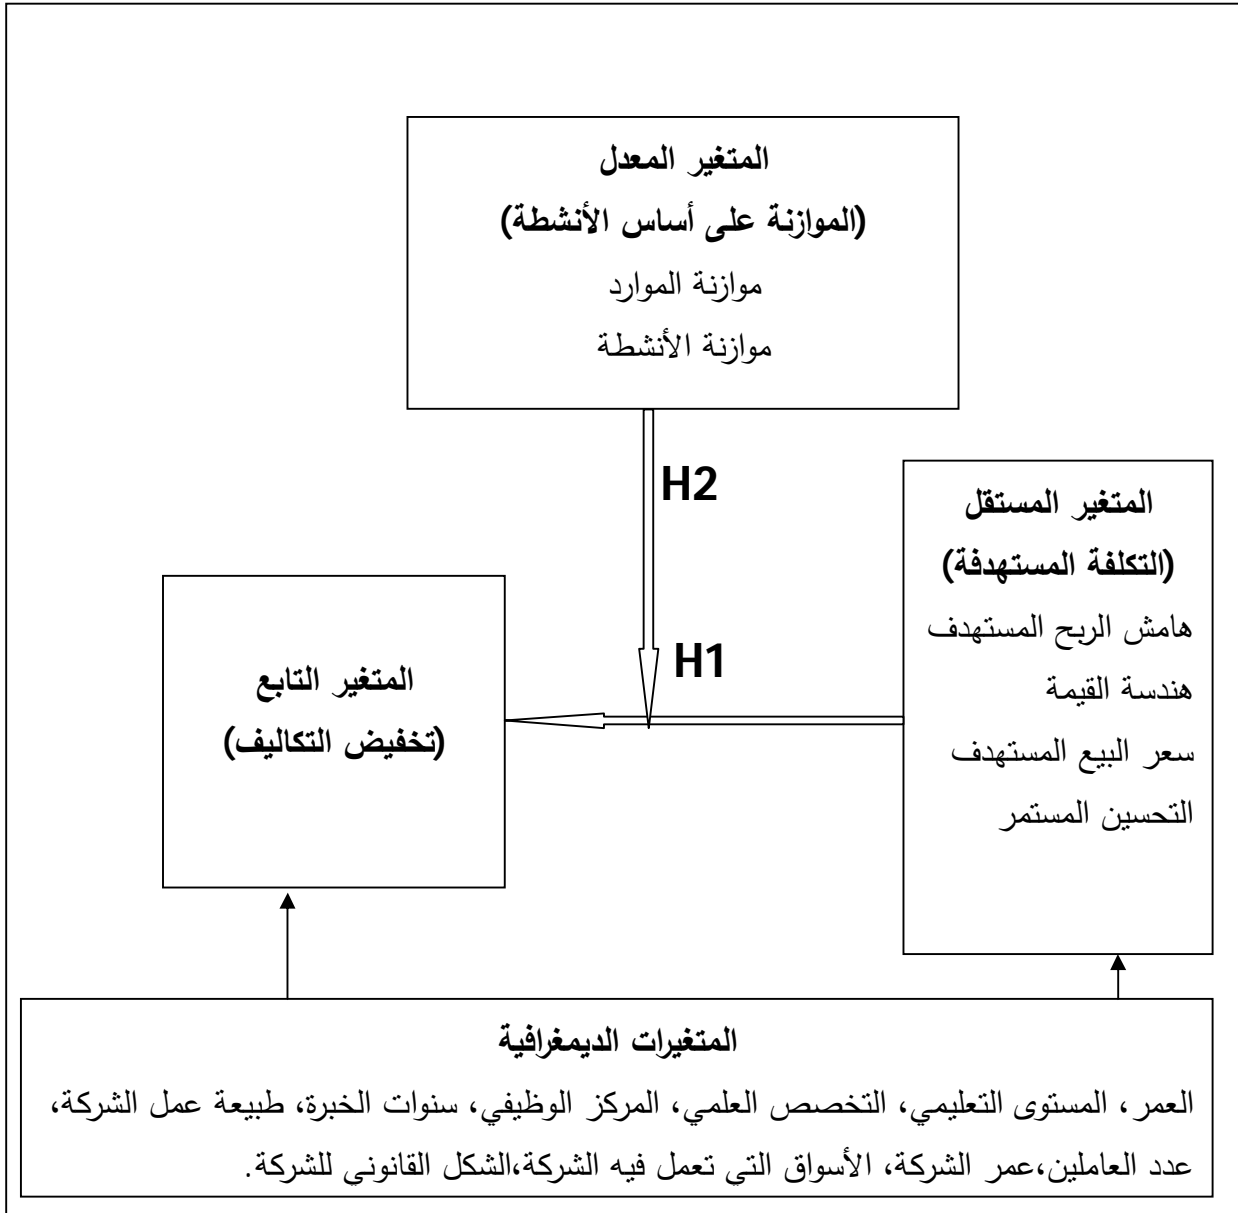 المتغير المعدل
(الموازنة على أساس الأنشطة)
موازنة الموارد
موازنة الأنشطة
H2
المتغير المستقل
(التكلفة المستهدفة)
هامش الربح المستهدف
هندسة القيمة
سعر البيع المستهدف
التحسين المستمر
H1
المتغير التابع
(تخفيض التكاليف)
المتغيرات الديمغرافية
العمر، المستوى التعليمي، التخصص العلمي، المركز الوظيفي، سنوات الخبرة، طبيعة عمل الشركة،
عدد العاملين،عمر الشركة، الأسواق التي تعمل فيه الشركة،الشكل القانوني للشركة.